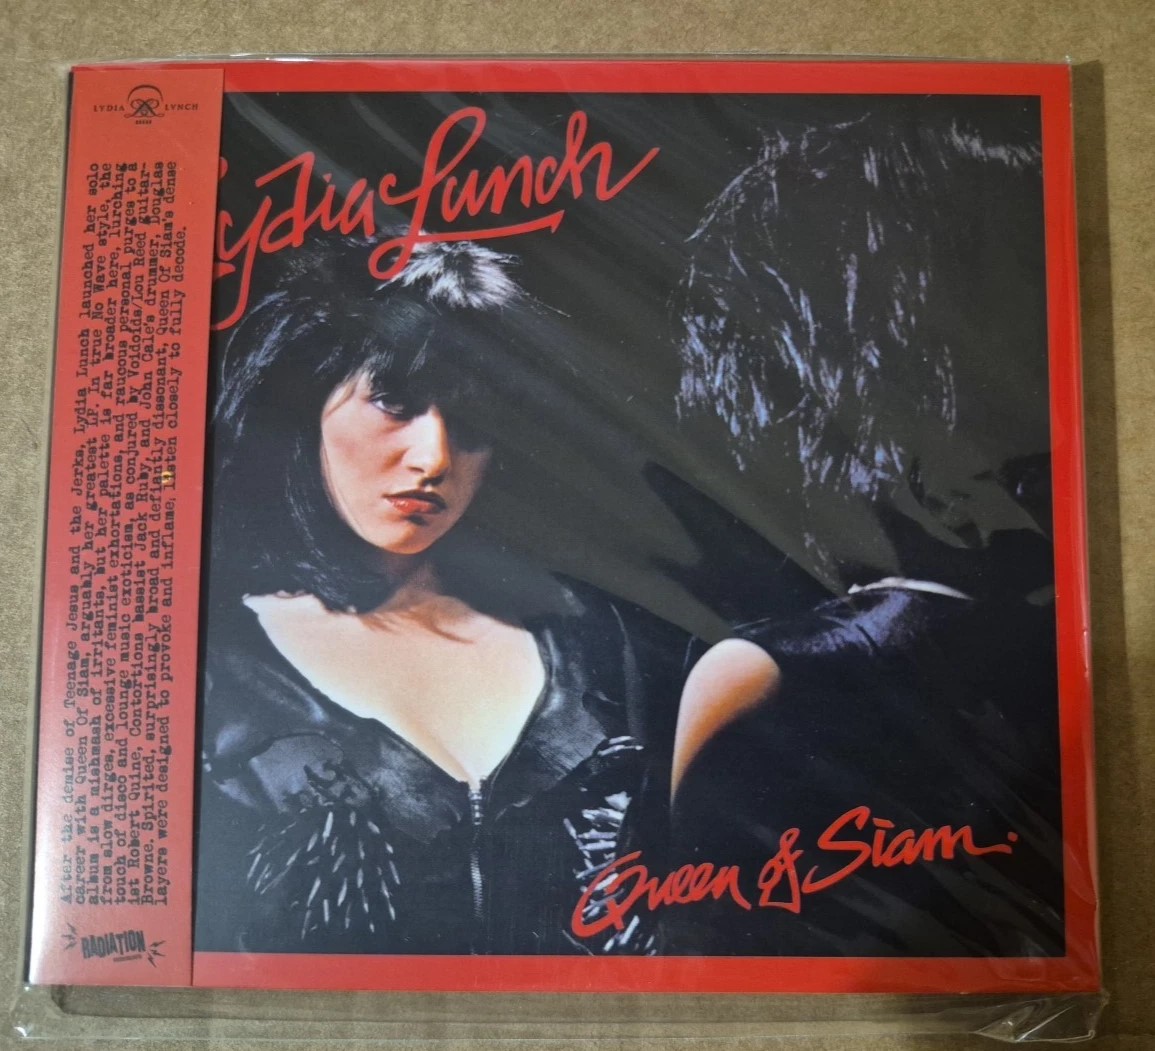 LYDIA LYNCH
After the demise of Teenage Jesus and the Jerks, Lydia Lunch launched her solo
career with Queen Of Siam, arguably her greatest LP. In true No Wave style, the
album is a mishmash of irritants, but her palette is far broader here, lurching
from slow dirges, excessive feminist exhortations, and raucous personal purges to a
touch of disco and lounge music exoticism, as conjured by Voidoids/Lou Reed guitar-
ist Robert Quine, Contortions bassist Jack Ruby, and John Cale's drummer, Douglas
Browne. Spirited, surprisingly broad and defiantly dissonant, Queen Of Siam's dense
layers were designed to provoke and inflame, listen closely to fully decode.
RADIATION
Lydia Lunch
Queen of Siam.